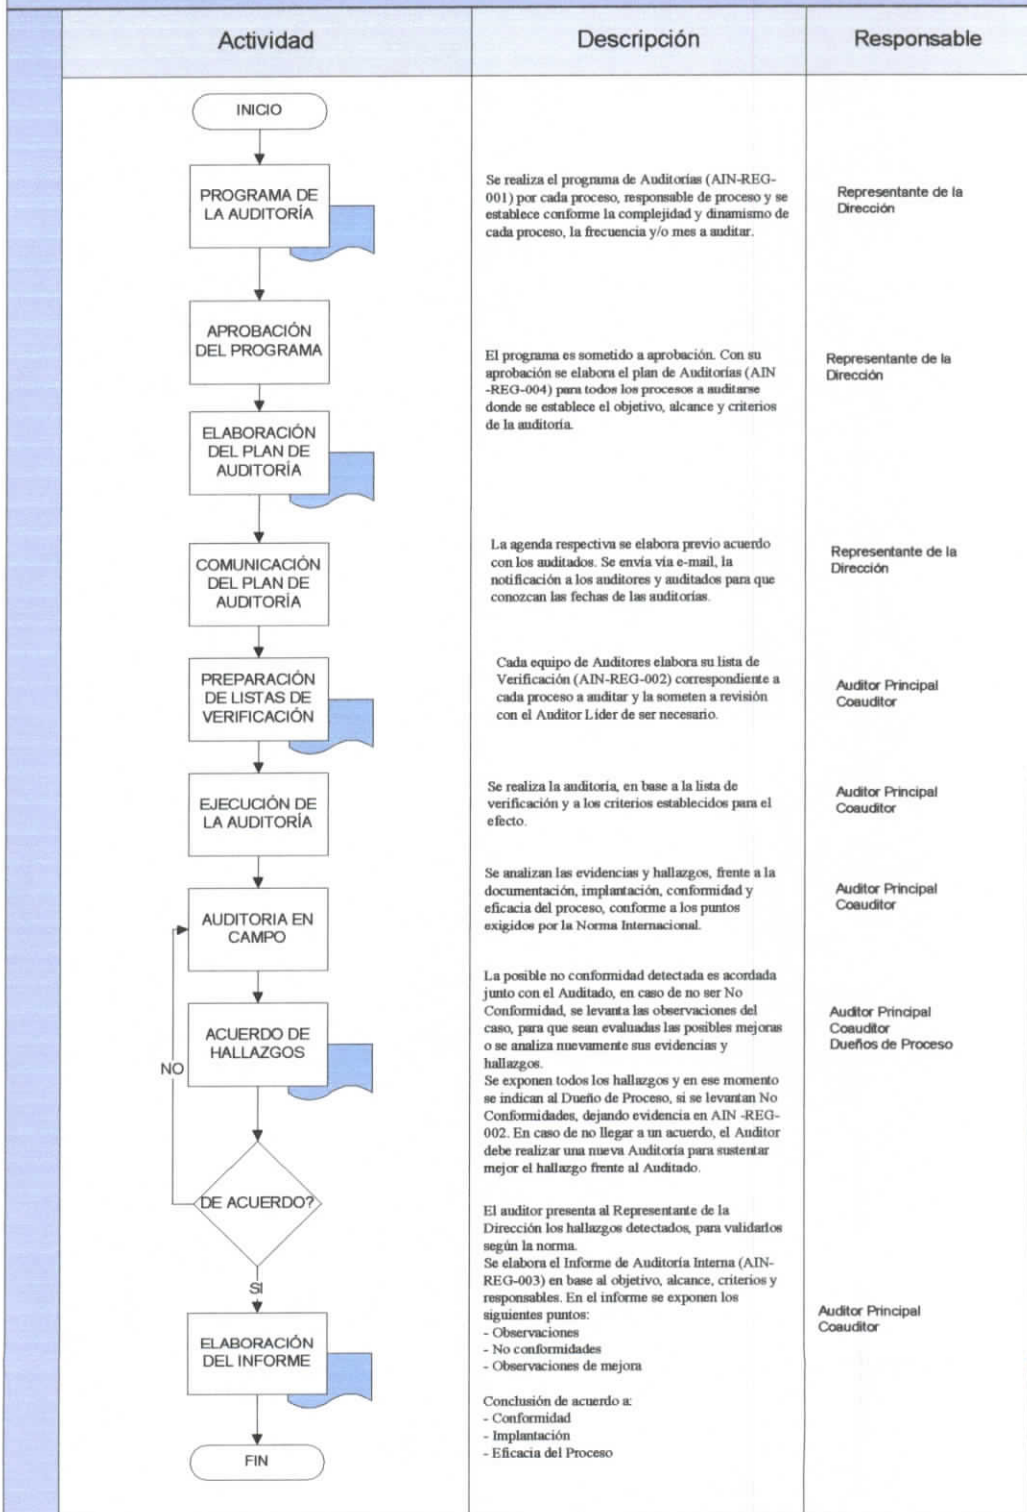 Actividad
Descripción
Responsable
INICIO
PROGRAMA DE
LA AUDITORÍA
Se realiza el programa de Auditorías (AIN-REG-
001) por cada proceso, responsable de proceso y se
establece conforme la complejidad y dinamismo de
cada proceso, la frecuencia y/o mes a auditar.
Representante de la
Dirección
APROBACIÓN
DEL PROGRAMA
El programa es sometido a aprobación. Con su
aprobación se elabora el plan de Auditorías (AIN
-REG-004) para todos los procesos a auditarse
donde se establece el objetivo, alcance y criterios
de la auditoría.
Representante de la
Dirección
ELABORACIÓN
DEL PLAN DE
AUDITORÍA
COMUNICACIÓN
DEL PLAN DE
AUDITORÍA
La agenda respectiva se elabora previo acuerdo
con los auditados. Se envía vía e-mail, la
notificación a los auditores y auditados para que
conozcan las fechas de las auditorías.
Representante de la
Dirección
PREPARACIÓN
DE LISTAS DE
VERIFICACIÓN
Cada equipo de Auditores elabora su lista de
Verificación (AIN-REG-002) correspondiente a
cada proceso a auditar y la someten a revisión
con el Auditor Líder de ser necesario.
Auditor Principal
Coauditor
EJECUCIÓN DE
LA AUDITORÍA
Se realiza la auditoría, en base a la lista de
verificación y a los criterios establecidos para el
efecto.
Auditor Principal
Coauditor
AUDITORIA EN
CAMPO
Se analizan las evidencias y hallazgos, frente a la
documentación, implantación, conformidad y
eficacia del proceso, conforme a los puntos
exigidos por la Norma Internacional.
Auditor Principal
Coauditor
ACUERDO DE
HALLAZGOS
NO
La posible no conformidad detectada es acordada
junto con el Auditado, en caso de no ser No
Conformidad, se levanta las observaciones del
caso, para que sean evaluadas las posibles mejoras
o se analiza nuevamente sus evidencias y
hallazgos.
Se exponen todos los hallazgos y en ese momento
se indican al Dueño de Proceso, si se levantan No
Conformidades, dejando evidencia en AIN -REG-
002. En caso de no llegar a un acuerdo, el Auditor
debe realizar una nueva Auditoría para sustentar
mejor el hallazgo frente al Auditado.
Auditor Principal
Coauditor
Dueños de Proceso
DE ACUERDO?
SI
El auditor presenta al Representante de la
Dirección los hallazgos detectados, para validarlos
según la norma.
Se elabora el Informe de Auditoría Interna (AIN-
REG-003) en base al objetivo, alcance, criterios y
responsables. En el informe se exponen los
siguientes puntos:
- Observaciones
- No conformidades
- Observaciones de mejora
Conclusión de acuerdo a:
- Conformidad
- Implantación
- Eficacia del Proceso
Auditor Principal
Coauditor
ELABORACIÓN
DEL INFORME
FIN